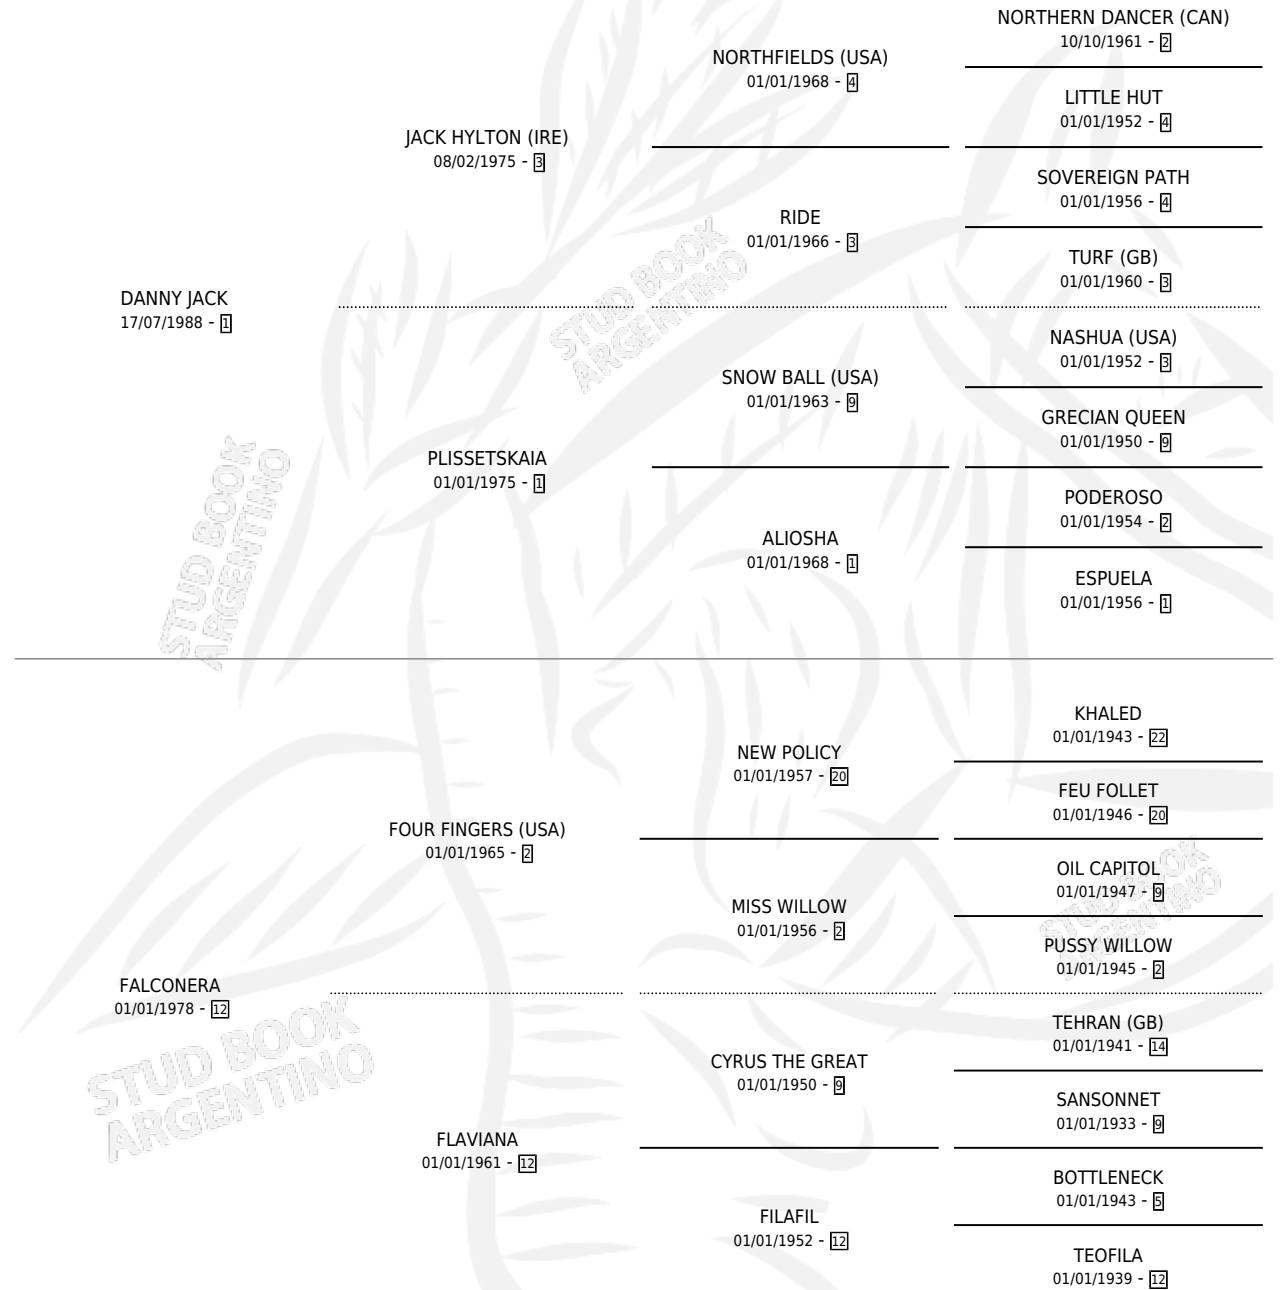 NORTHERN DANCER (CAN)
10/10/1961 - 2
NORTHFIELDS (USA)
01/01/1968 - 4
LITTLE HUT
01/01/1952 - 4
JACK HYLTON (IRE)
08/02/1975 - 3
SOVEREIGN PATH
01/01/1956 - 4
RIDE
01/01/1966 - 3
TURF (GB)
01/01/1960 - 3
DANNY JACK
17/07/1988 - 1
NASHUA (USA)
01/01/1952 - 3
SNOW BALL (USA)
01/01/1963 - 9
GRECIAN QUEEN
01/01/1950 - 9
PLISSETSKAIA
01/01/1975 - 1
PODEROSO
01/01/1954 - 2
ALIOSHA
01/01/1968 - 1
ESPUELA
01/01/1956 - 1
STUD BOOK
ARGENTINO
STUD BOOK
ARGENTINO
KHALED
01/01/1943 - 22
NEW POLICY
01/01/1957 - 20
FEU FOLLET
01/01/1946 - 20
FOUR FINGERS (USA)
01/01/1965 - 2
OIL CAPITOL
01/01/1947 - 9
MISS WILLOW
01/01/1956 - 2
PUSSY WILLOW
01/01/1945 - 2
FALCONERA
01/01/1978 - 12
TEHRAN (GB)
01/01/1941 - 14
CYRUS THE GREAT
01/01/1950 - 9
SANSONNET
01/01/1933 - 9
FLAVIANA
01/01/1961 - 12
BOTTLENECK
01/01/1943 - 5
FILAFIL
01/01/1952 - 12
TEOFILA
01/01/1939 - 12
STUD BOOK
ARGENTINO
STUD BOOK
ARGENTINO